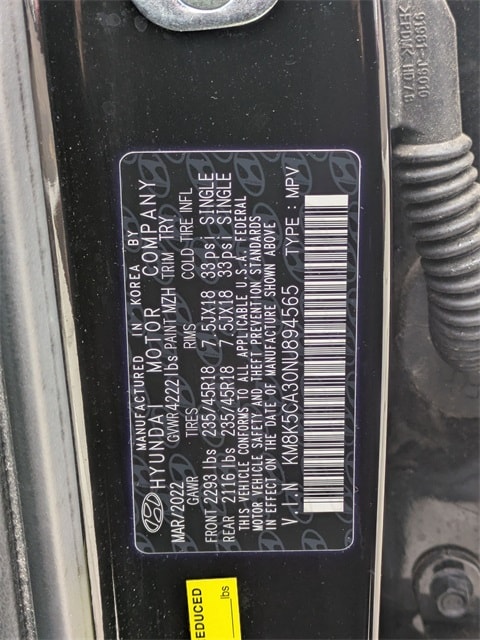 MANUFACTURED IN KOREA BY
HYUNDAI MOTOR COMPANY
MAR/2022 GVWR 4222 lbs PAINT MZH TRIM TRY
GAWR TIRES RIMS COLD TIRE INFL
FRONT 2293 lbs 235/45R18 7.5JX18 33psi SINGLE
REAR 2116 lbs 235/45R18 7.5JX18 33psi SINGLE
THIS VEHICLE CONFORMS TO ALL APPLICABLE U.S.A. FEDERAL
MOTOR VEHICLE SAFETY AND THEFT PREVENTION STANDARDS
IN EFFECT ON THE DATE OF MANUFACTURE SHOWN ABOVE
V.I.N KM8K5CA30NU894565 TYPE : MPV
EDUCED
lbs